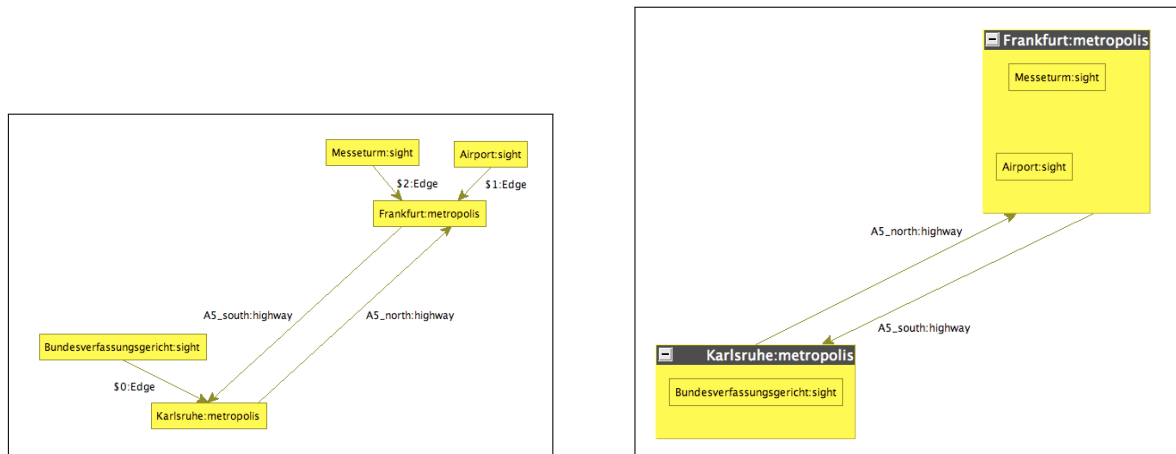 Messeturm:sight
Airport:sight
$2:Edge
$1:Edge
Frankfurt:metropolis
A5_south:highway
A5_north:highway
Bundesverfassungsgericht:sight
$0:Edge
Karlsruhe:metropolis
Frankfurt:metropolis
Messeturm:sight
Airport:sight
A5_north:highway
A5_south:highway
Karlsruhe:metropolis
Bundesverfassungsgericht:sight